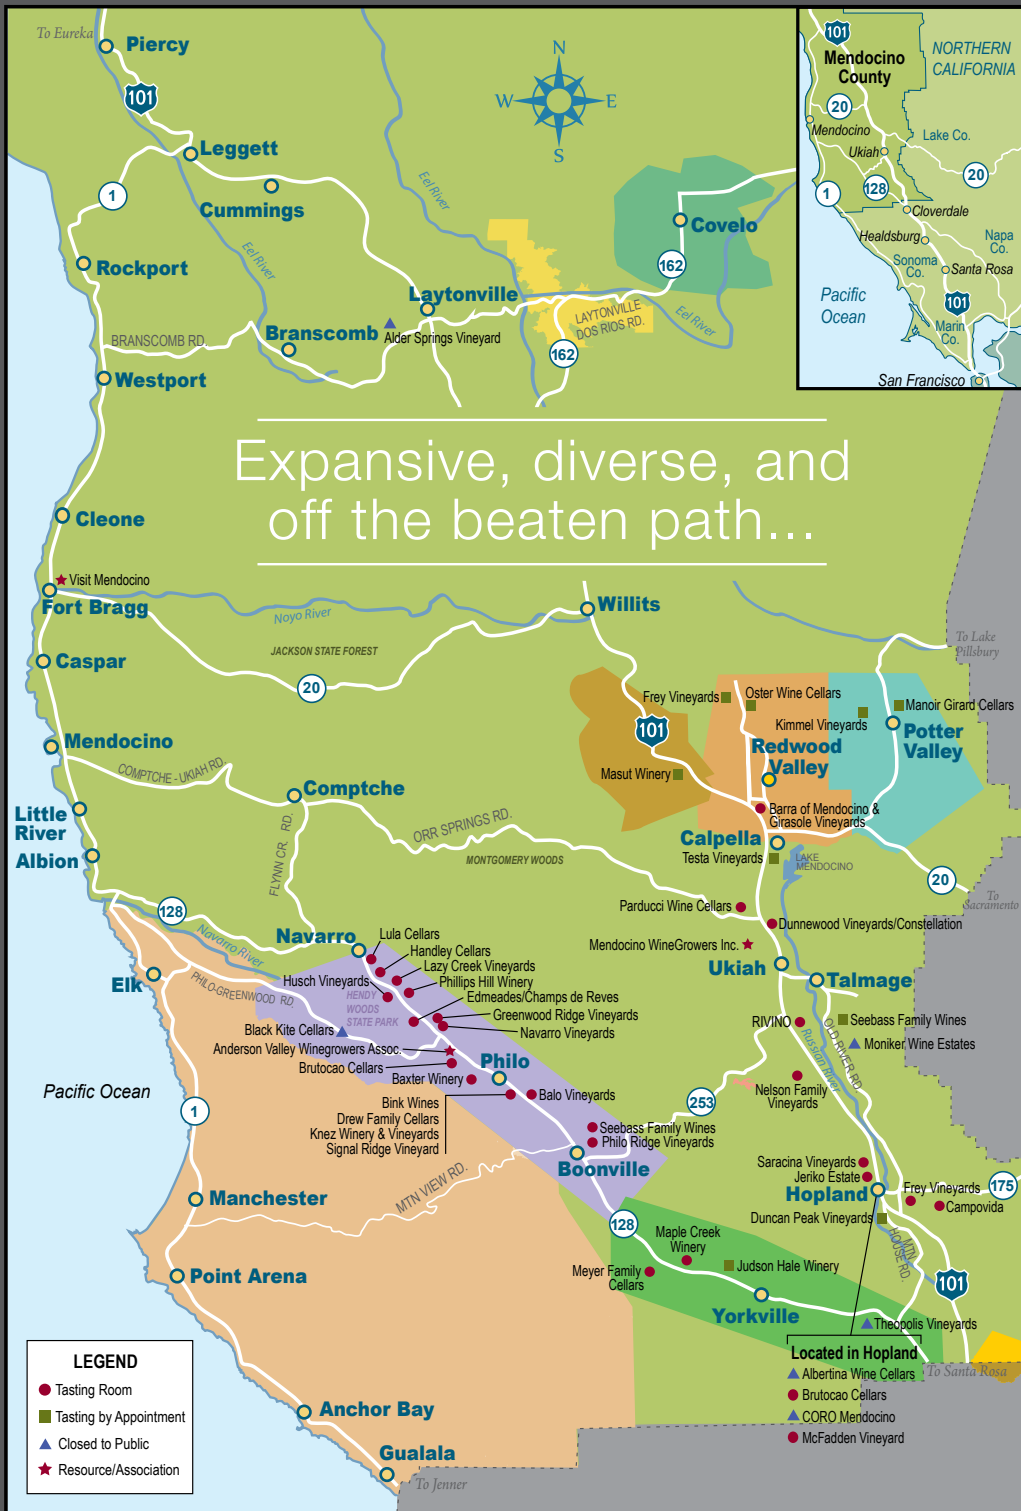 To Eureka
Piercy
101
Leggett
1
Cummings
Rockport
Eel River
Eel River
N
W
E
S
Covelo
162
Laytonville
LAYTONVILLE
DOS RIOS RD.
Eel River
BRANSCOMB RD.
Branscomb
Alder Springs Vineyard
162
Westport
101
Mendocino
County
NORTHERN
CALIFORNIA
20
Mendocino
Lake Co.
Ukiah
20
128
1
Cloverdale
Healdsburg
Napa
Co.
Sonoma
Co.
Santa Rosa
Pacific
Ocean
101
Marin
Co.
San Francisco
Expansive, diverse, and
off the beaten path...
Cleone
Visit Mendocino
Fort Bragg
Noyo River
Willits
JACKSON STATE FOREST
20
Caspar
To Lake
Pillsbury
Frey Vineyards
Oster Wine Cellars
Kimmel Vineyards
Manoir Girard Cellars
101
Redwood
Valley
Potter
Valley
Masut Winery
Mendocino
COMPTCHE - UKIAH RD.
Comptche
Little
River
Barra of Mendocino &
Girasole Vineyards
ORR SPRINGS RD.
Calpella
Albion
FLYNN CR. RD.
MONTGOMERY WOODS
Testa Vineyards
LAKE
MENDOCINO
20
To
Sacramento
128
Parducci Wine Cellars
Dunnewood Vineyards/Constellation
Navarro River
Navarro
Lula Cellars
Handley Cellars
Lazy Creek Vineyards
Husch Vineyards
Phillips Hill Winery
Edmeades/Champs de Reves
Greenwood Ridge Vineyards
Navarro Vineyards
Mendocino WineGrowers Inc.
Ukiah
Talmage
Elk
PHILO-GREENWOOD RD.
HENDY
WOODS
STATE PARK
Black Kite Cellars
Anderson Valley Winegrowers Assoc.
Brutocao Cellars
Philo
Baxter Winery
RIVINO
Russian River
OLD RIVER RD.
Seebass Family Wines
Moniker Wine Estates
Pacific Ocean
1
Bink Wines
Drew Family Cellars
Knez Winery & Vineyards
Signal Ridge Vineyard
Balo Vineyards
253
Nelson Family
Vineyards
Seebass Family Wines
Philo Ridge Vineyards
Boonville
MTN VIEW RD.
Saracina Vineyards
Jeriko Estate
Hopland
Frey Vineyards
175
Campovida
Duncan Peak Vineyards
MTN.
HOUSE RD.
Manchester
128
Maple Creek
Winery
Meyer Family
Cellars
Judson Hale Winery
101
Point Arena
Yorkville
Theopolis Vineyards
Located in Hopland
Albertina Wine Cellars
Brutocao Cellars
CORO Mendocino
McFadden Vineyard
To Santa Rosa
LEGEND
Tasting Room
Tasting by Appointment
Closed to Public
Resource/Association
Anchor Bay
Gualala
To Jenner